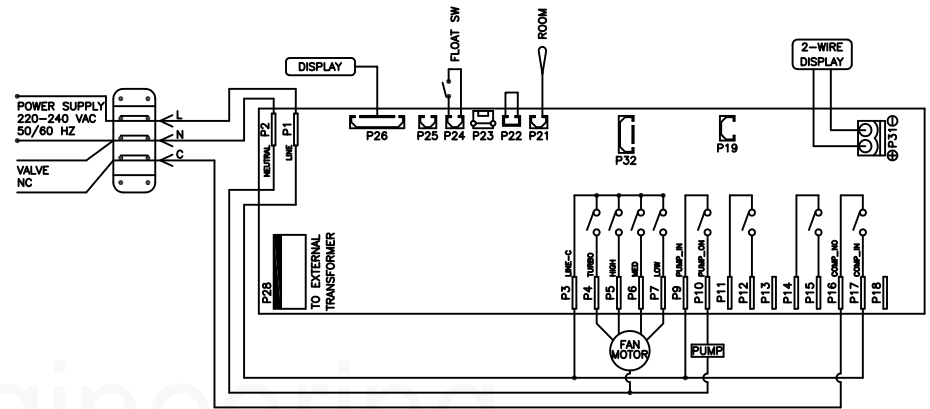 FLOAT SW
ROOM
2-WIRE
DISPLAY
DISPLAY
POWER SUPPLY
220-240 VAC
50/60 HZ
L
N
C
VALVE
NC
P2
P1
NEUTRAL
LINE
P26
P25
P24
P23
P22
P21
P32
P19
P31
P28
TO EXTERNAL
TRANSFORMER
LINE-C
TURBO
HIGH
MED
LOW
PUMP_IN
PUMP_ON
COMP_NO
COMP_IN
P3
P4
P5
P6
P7
P9
P10
P11
P12
P13
P14
P15
P16
P17
P18
FAN
MOTOR
PUMP
gineering